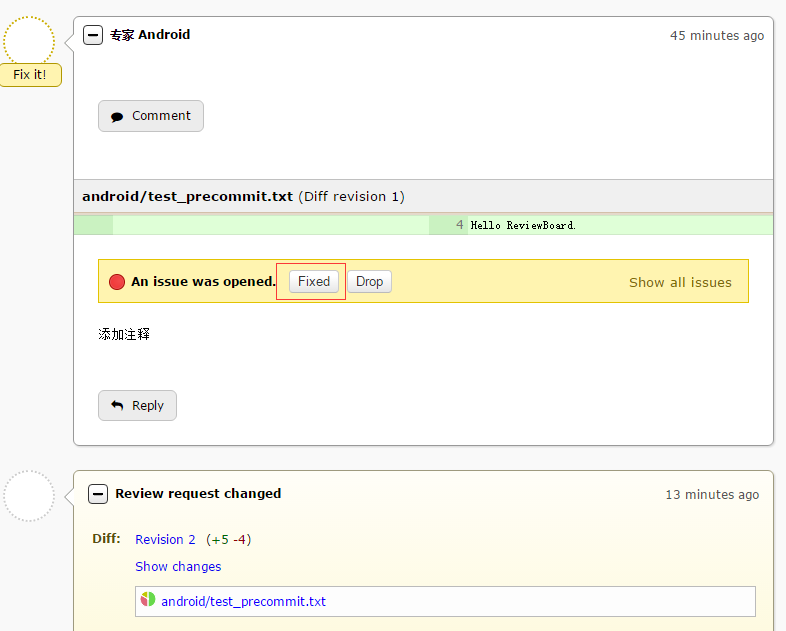 专家 Android
45 minutes ago
Fix it!
Comment
android/test_precommit.txt (Diff revision 1)
4 Hello ReviewBoard.
An issue was opened. Fixed Drop Show all issues
添加注释
Reply
Review request changed
13 minutes ago
Diff: Revision 2 (+5 -4)
Show changes
android/test_precommit.txt